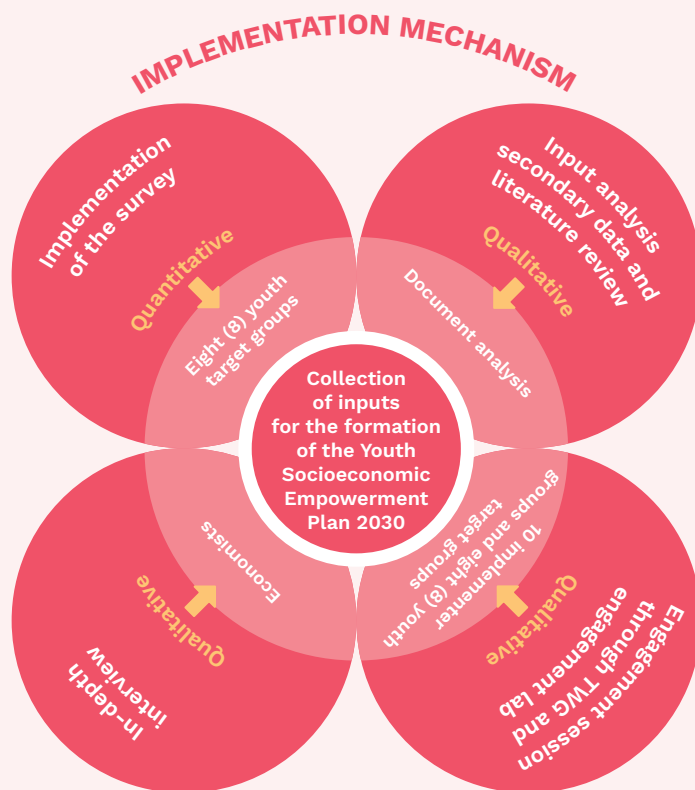 IMPLEMENTATION MECHANISM
Implementation
of the survey
Quantitative
Eight (8) youth
target groups
Input analysis
secondary data and
literature review
Qualitative
Document analysis
Collection
of inputs
for the formation
of the Youth
Socioeconomic
Empowerment
Plan 2030
Economists
Qualitative
In-depth
interview
10 implementer
groups and eight (8) youth
target groups
Qualitative
Engagement session
through TWG and
engagement lab